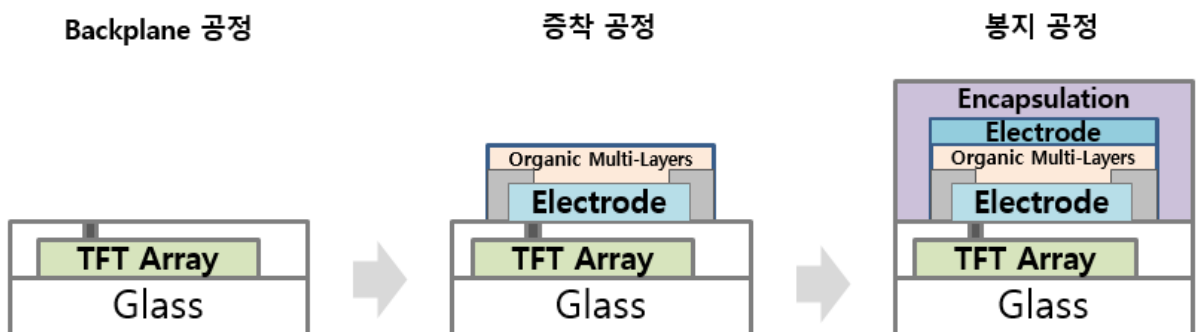 Backplane 공정
TFT Array
Glass
증착 공정
Organic Multi-Layers
Electrode
TFT Array
Glass
봉지 공정
Encapsulation
Electrode
Organic Multi-Layers
Electrode
TFT Array
Glass